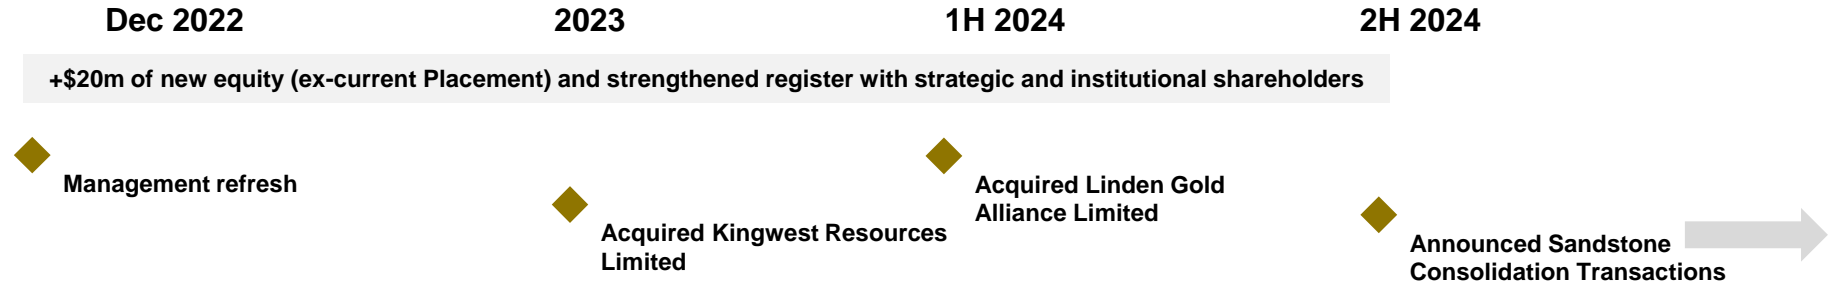 Dec 2022
2023
1H 2024
2H 2024
+$20m of new equity (ex-current Placement) and strengthened register with strategic and institutional shareholders
Management refresh
Acquired Kingwest Resources
Limited
Acquired Linden Gold
Alliance Limited
Announced Sandstone
Consolidation Transactions